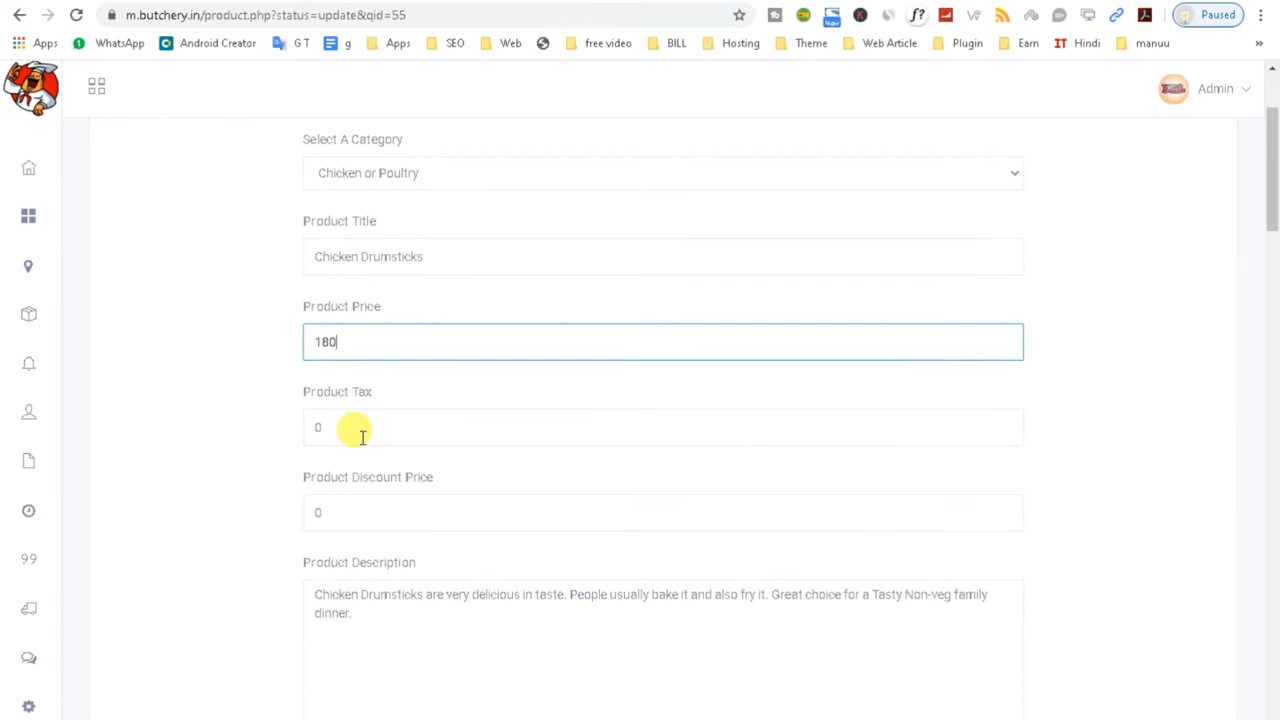 m.butchery.in/product.php?status=update&qid=55
New
f?
Paused
Apps WhatsApp Android Creator G T g Apps SEO Web free video BILL Hosting Theme Web Article Plugin Earn IT Hindi manuu »
Admin
Select A Category
Chicken or Poultry
Product Title
Chicken Drumsticks
Product Price
180
Product Tax
0
Product Discount Price
0
Product Description
Chicken Drumsticks are very delicious in taste. People usually bake it and also fry it. Great choice for a Tasty Non-veg family
dinner.